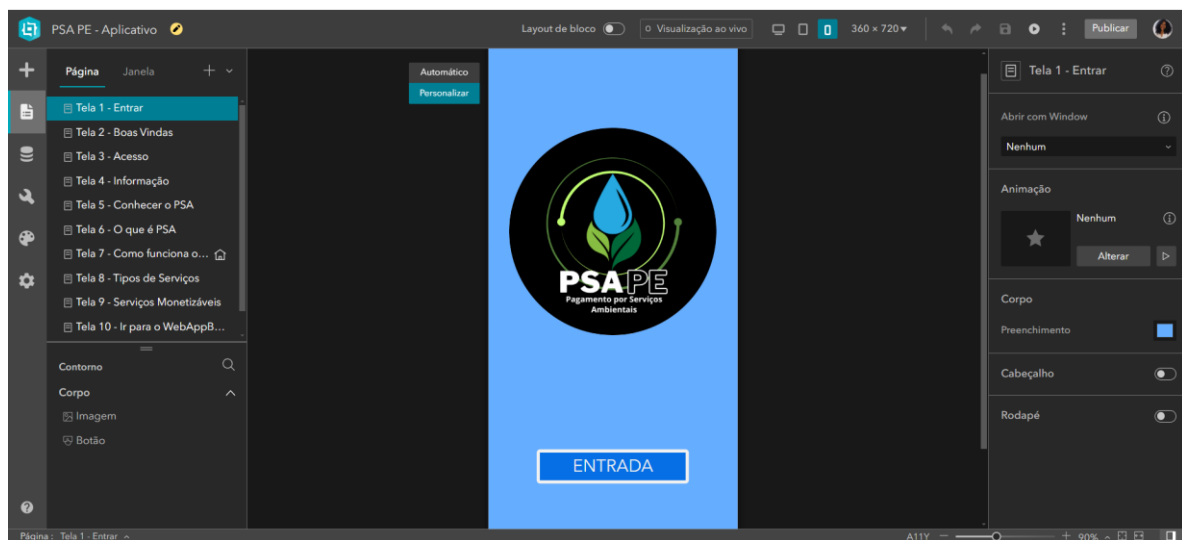 PSA PE - Aplicativo
Layout de bloco
Visualização ao vivo
360 × 720
Publicar
Página
Janela
Tela 1 - Entrar
Tela 2 - Boas Vindas
Tela 3 - Acesso
Tela 4 - Informação
Tela 5 - Conhecer o PSA
Tela 6 - O que é PSA
Tela 7 - Como funciona o...
Tela 8 - Tipos de Serviços
Tela 9 - Serviços Monetizáveis
Tela 10 - Ir para o WebAppB...
Contorno
Corpo
Imagem
Botão
Automático
Personalizar
PSA PE
Pagamento por Serviços
Ambientais
ENTRADA
Tela 1 - Entrar
Abrir com Window
Nenhum
Animação
Nenhum
Alterar
Corpo
Preenchimento
Cabeçalho
Rodapé
Página : Tela 1 - Entrar
A11Y
90%